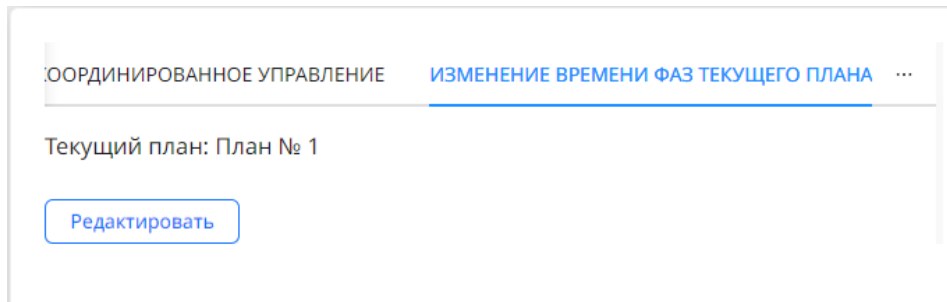 ООРДИНИРОВАННОЕ УПРАВЛЕНИЕ ИЗМЕНЕНИЕ ВРЕМЕНИ ФАЗ ТЕКУЩЕГО ПЛАНА ...
Текущий план: План № 1
Редактировать